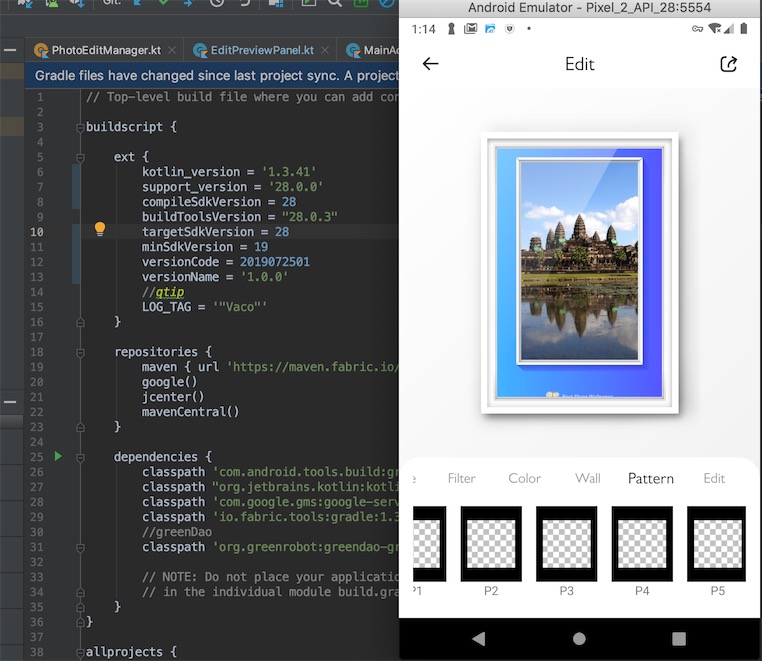 Git:
PhotoEditManager.kt
EditPreviewPanel.kt
MainAc
Gradle files have changed since last project sync. A project
1 // Top-level build file where you can add con
2
3 buildscript {
4
5 ext {
6 kotlin_version = '1.3.41'
7 support_version = '28.0.0'
8 compileSdkVersion = 28
9 buildToolsVersion = "28.0.3"
10 targetSdkVersion = 28
11 minSdkVersion = 19
12 versionCode = 2019072501
13 versionName = '1.0.0'
14 //qtip
15 LOG_TAG = '"Vaco"'
16 }
17
18 repositories {
19 maven { url 'https://maven.fabric.io/
20 google()
21 jcenter()
22 mavenCentral()
23 }
24
25 dependencies {
26 classpath 'com.android.tools.build:gr
27 classpath "org.jetbrains.kotlin:kotli
28 classpath 'com.google.gms:google-serv
29 classpath 'io.fabric.tools:gradle:1.3
30 //greenDao
31 classpath 'org.greenrobot:greendao-gr
32
33 // NOTE: Do not place your application
34 // in the individual module build.gra
35 }
36 }
37
38 allprojects {
Android Emulator - Pixel_2_API_28:5554
1:14
Edit
e Filter Color Wall Pattern Edit
P1 P2 P3 P4 P5